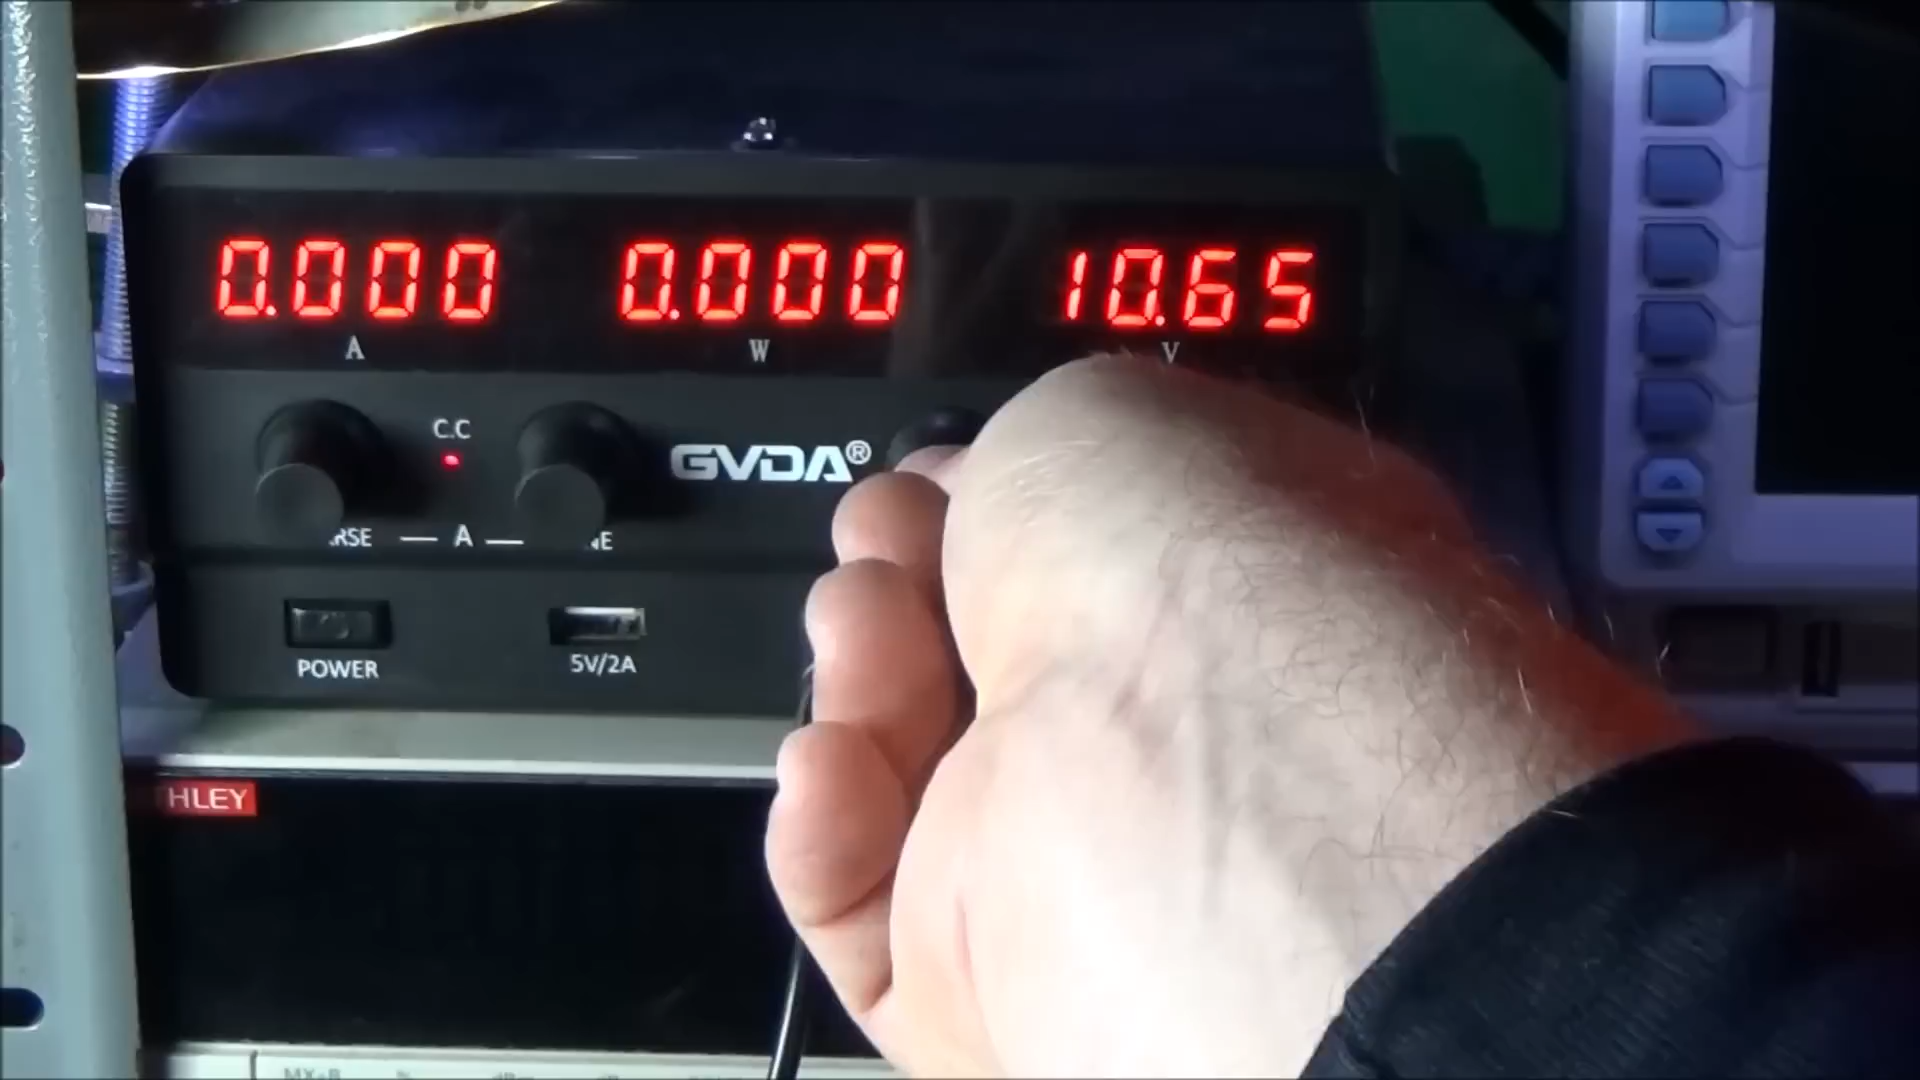 0.000 0.000 10.65
A W V
C.C
GVDA®
RSE — A — NE
POWER 5V/2A
HLEY